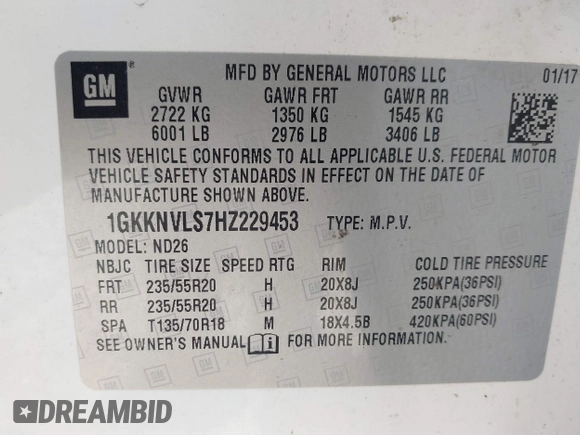 GM ® MFD BY GENERAL MOTORS LLC 01/17
GVWR GAWR FRT GAWR RR
2722 KG 1350 KG 1545 KG
6001 LB 2976 LB 3406 LB
THIS VEHICLE CONFORMS TO ALL APPLICABLE U.S. FEDERAL MOTOR
VEHICLE SAFETY STANDARDS IN EFFECT ON THE DATE OF
MANUFACTURE SHOWN ABOVE.
1GKKNVLS7HZ229453 TYPE: M.P.V.
MODEL: ND26
NBJC TIRE SIZE SPEED RTG RIM COLD TIRE PRESSURE
FRT 235/55R20 H 20X8J 250KPA(36PSI)
RR 235/55R20 H 20X8J 250KPA(36PSI)
SPA T135/70R18 M 18X4.5B 420KPA(60PSI)
SEE OWNER'S MANUAL FOR MORE INFORMATION.
DREAMBID